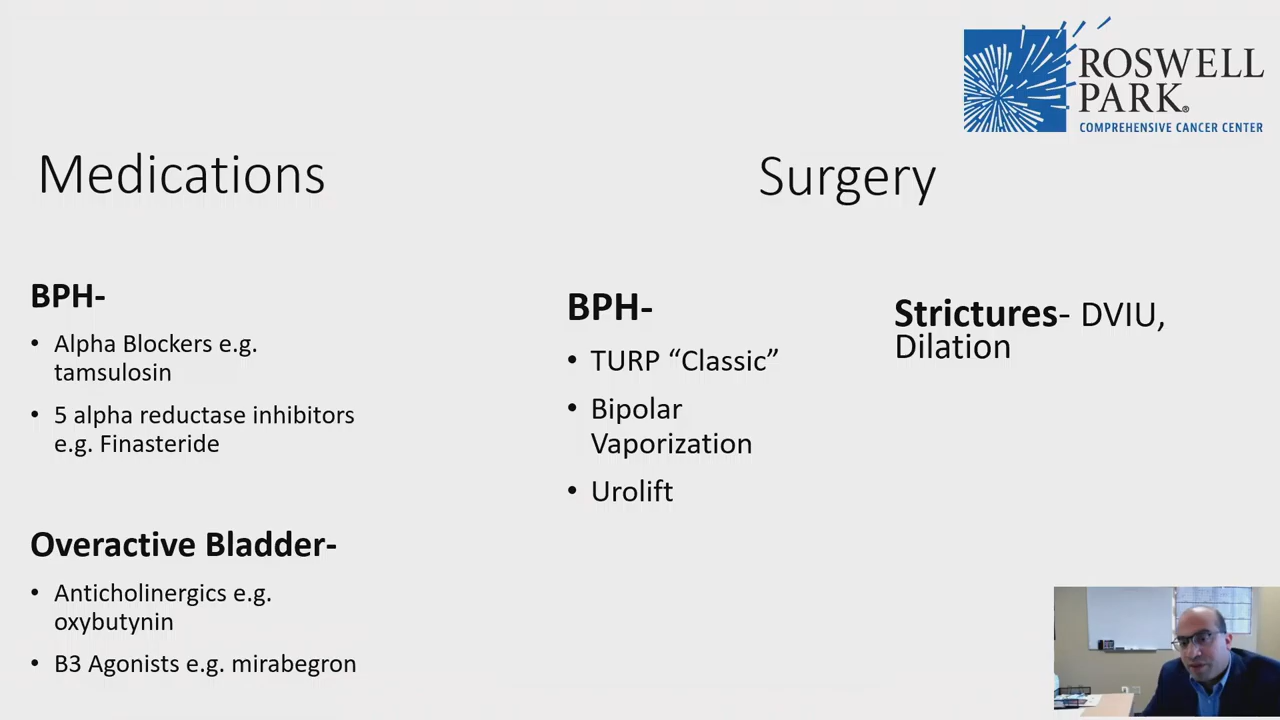 ROSWELL
PARK®
COMPREHENSIVE CANCER CENTER
Medications
Surgery
BPH-
• Alpha Blockers e.g.
tamsulosin
• 5 alpha reductase inhibitors
e.g. Finasteride
Overactive Bladder-
• Anticholinergics e.g.
oxybutynin
• B3 Agonists e.g. mirabegron
BPH-
• TURP “Classic”
• Bipolar
Vaporization
• Urolift
Strictures- DVIU,
Dilation